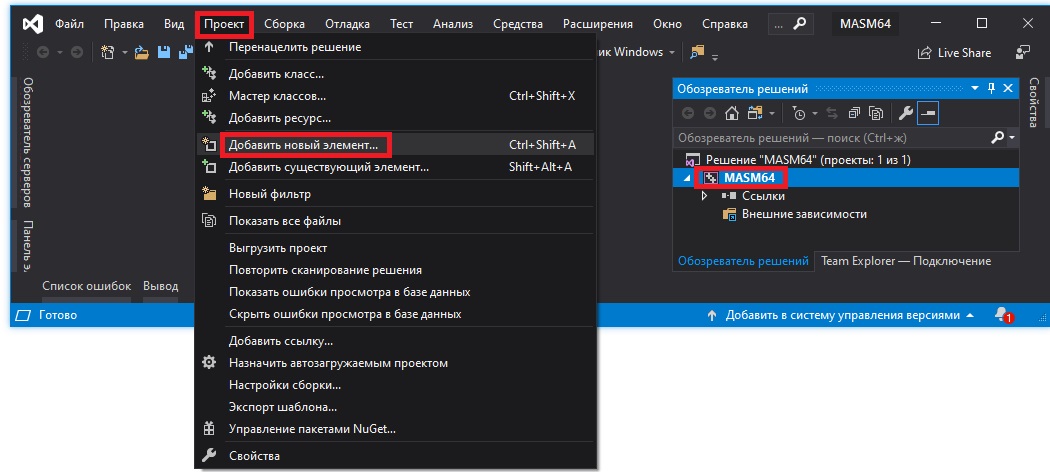 Файл Правка Вид Проект Сборка Отладка Тест Анализ Средства Расширения Окно Справка ... MASM64
ик Windows Live Share
Обозреватель серверов
Панель э.
Перенацелить решение
Добавить класс...
Мастер классов... Ctrl+Shift+X
Добавить ресурс...
Добавить новый элемент... Ctrl+Shift+A
Добавить существующий элемент... Shift+Alt+A
Новый фильтр
Показать все файлы
Выгрузить проект
Повторить сканирование решения
Показать ошибки просмотра в базе данных
Скрыть ошибки просмотра в базе данных
Добавить ссылку...
Назначить автозагружаемым проектом
Настройки сборки...
Экспорт шаблона...
Управление пакетами NuGet...
Свойства
Обозреватель решений
Обозреватель решений — поиск (Ctrl+ж)
Решение "MASM64" (проекты: 1 из 1)
MASM64
Ссылки
Внешние зависимости
Обозреватель решений Team Explorer — Подключение
Свойства
Список ошибок Вывод
Готово Добавить в систему управления версиями 1